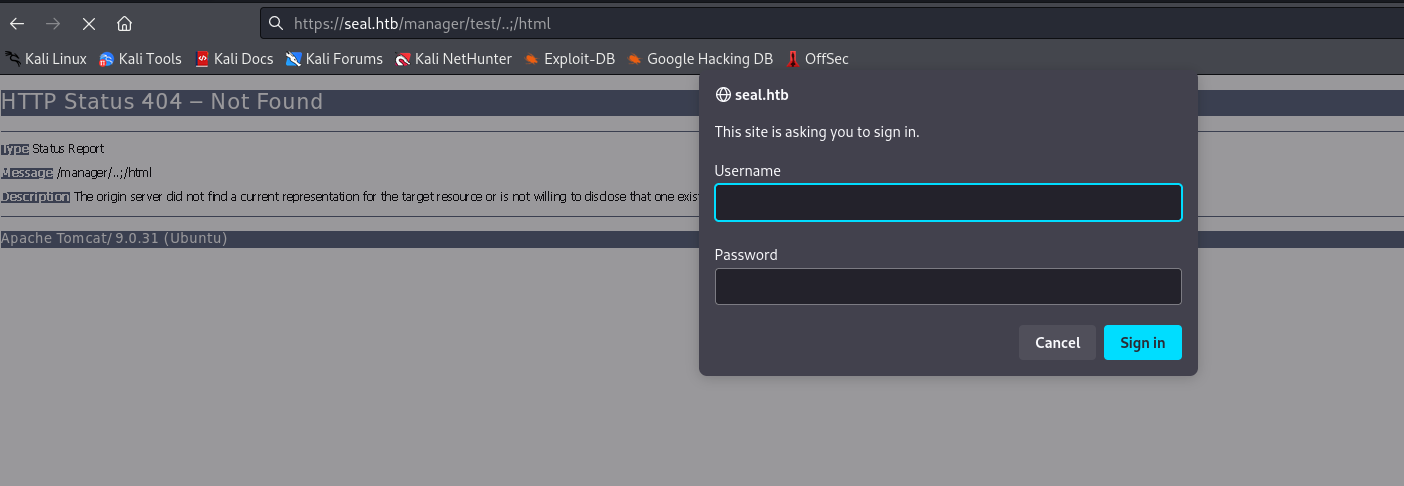 https://seal.htb/manager/test/..;/html
Kali Linux Kali Tools Kali Docs Kali Forums Kali NetHunter Exploit-DB Google Hacking DB OffSec
HTTP Status 404 – Not Found
Type Status Report
Message /manager/..;/html
Description The origin server did not find a current representation for the target resource or is not willing to disclose that one
Apache Tomcat/9.0.31 (Ubuntu)
seal.htb
This site is asking you to sign in.
Username
Password
Cancel Sign in